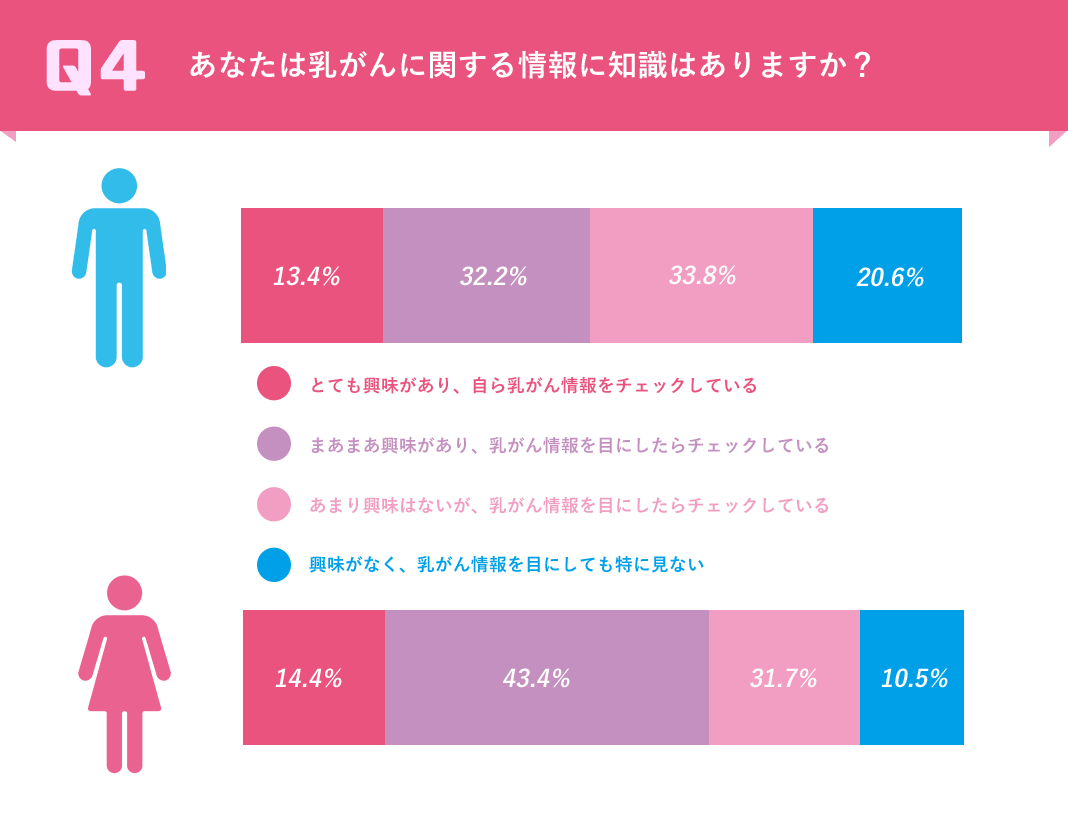 Q4
あなたは乳がんに関する情報に知識はありますか？
13.4%
32.2%
33.8%
20.6%
とても興味があり、自ら乳がん情報をチェックしている
まあまあ興味があり、乳がん情報を目にしたらチェックしている
あまり興味はないが、乳がん情報を目にしたらチェックしている
興味がなく、乳がん情報を目にしても特に見ない
14.4%
43.4%
31.7%
10.5%